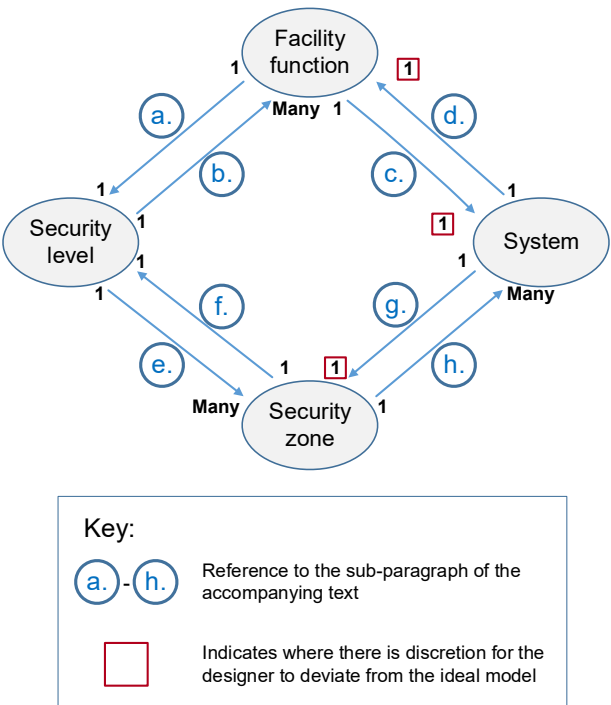 Facility
function
1
1
a.
Many
1
d.
b.
c.
1
1
1
Security
level
1
System
1
1
1
Many
f.
g.
e.
h.
1
1
Many
1
Security
zone
Key:
a. - h.
Reference to the sub-paragraph of the
accompanying text
Indicates where there is discretion for the
designer to deviate from the ideal model